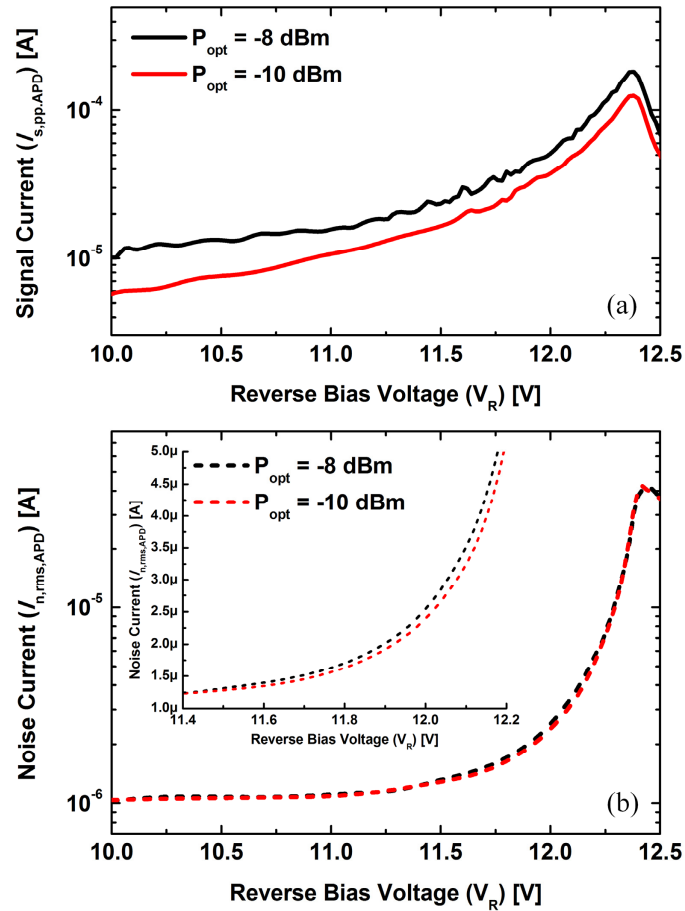 P_opt = -8 dBm
P_opt = -10 dBm
Signal Current (I_s,pp.APD) [A]
10^-4
10^-5
(a)
10.0 10.5 11.0 11.5 12.0 12.5
Reverse Bias Voltage (V_R) [V]
Noise Current (I_n,rms,APD) [A]
10^-5
10^-6
P_opt = -8 dBm
P_opt = -10 dBm
Noise Current (I_n,rms,APD) [A]
5.0µ
4.5µ
4.0µ
3.5µ
3.0µ
2.5µ
2.0µ
1.5µ
1.0µ
11.4 11.6 11.8 12.0 12.2
Reverse Bias Voltage (V_R) [V]
(b)
10.0 10.5 11.0 11.5 12.0 12.5
Reverse Bias Voltage (V_R) [V]